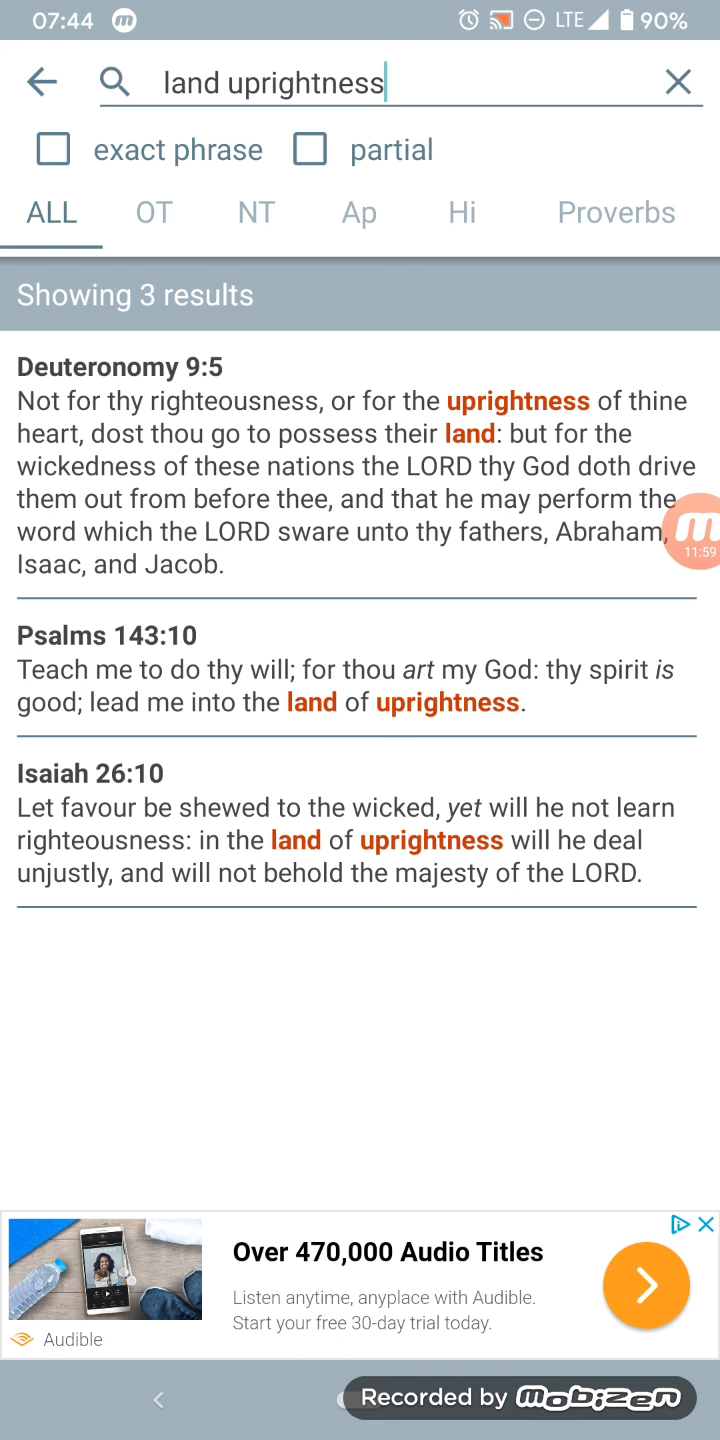 07:44 m LTE 90%
land uprightness
exact phrase partial
ALL OT NT Ap Hi Proverbs
Showing 3 results
Deuteronomy 9:5
Not for thy righteousness, or for the uprightness of thine
heart, dost thou go to possess their land: but for the
wickedness of these nations the LORD thy God doth drive
them out from before thee, and that he may perform the
word which the LORD sware unto thy fathers, Abraham,
Isaac, and Jacob.
m
11:59
Psalms 143:10
Teach me to do thy will; for thou art my God: thy spirit is
good; lead me into the land of uprightness.
Isaiah 26:10
Let favour be shewed to the wicked, yet will he not learn
righteousness: in the land of uprightness will he deal
unjustly, and will not behold the majesty of the LORD.
Over 470,000 Audio Titles
Listen anytime, anyplace with Audible.
Start your free 30-day trial today.
Audible
Recorded by mobizen